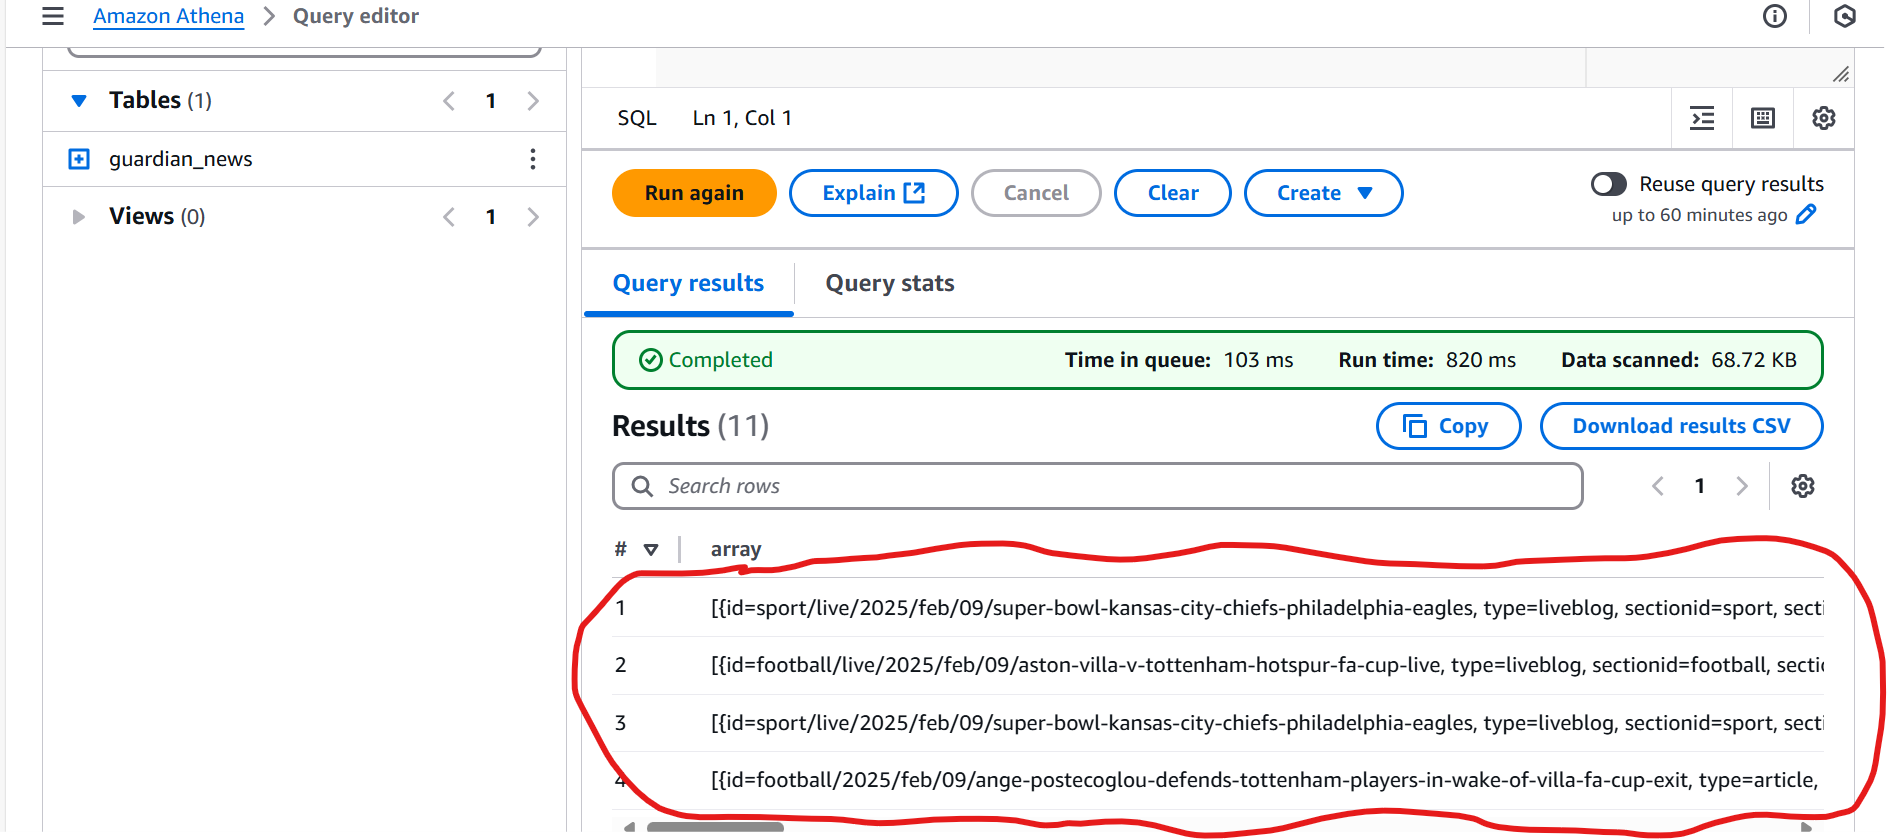 Amazon Athena > Query editor
Tables (1) < 1 >
guardian_news
Views (0) < 1 >
SQL Ln 1, Col 1
Run again Explain Cancel Clear Create
Reuse query results
up to 60 minutes ago
Query results Query stats
Completed Time in queue: 103 ms Run time: 820 ms Data scanned: 68.72 KB
Results (11) Copy Download results CSV
Search rows < 1 >
# array
1 [{id=sport/live/2025/feb/09/super-bowl-kansas-city-chiefs-philadelphia-eagles, type=liveblog, sectionid=sport, secti
2 [{id=football/live/2025/feb/09/aston-villa-v-tottenham-hotspur-fa-cup-live, type=liveblog, sectionid=football, sectic
3 [{id=sport/live/2025/feb/09/super-bowl-kansas-city-chiefs-philadelphia-eagles, type=liveblog, sectionid=sport, secti
4 [{id=football/2025/feb/09/ange-postecoglou-defends-tottenham-players-in-wake-of-villa-fa-cup-exit, type=article,